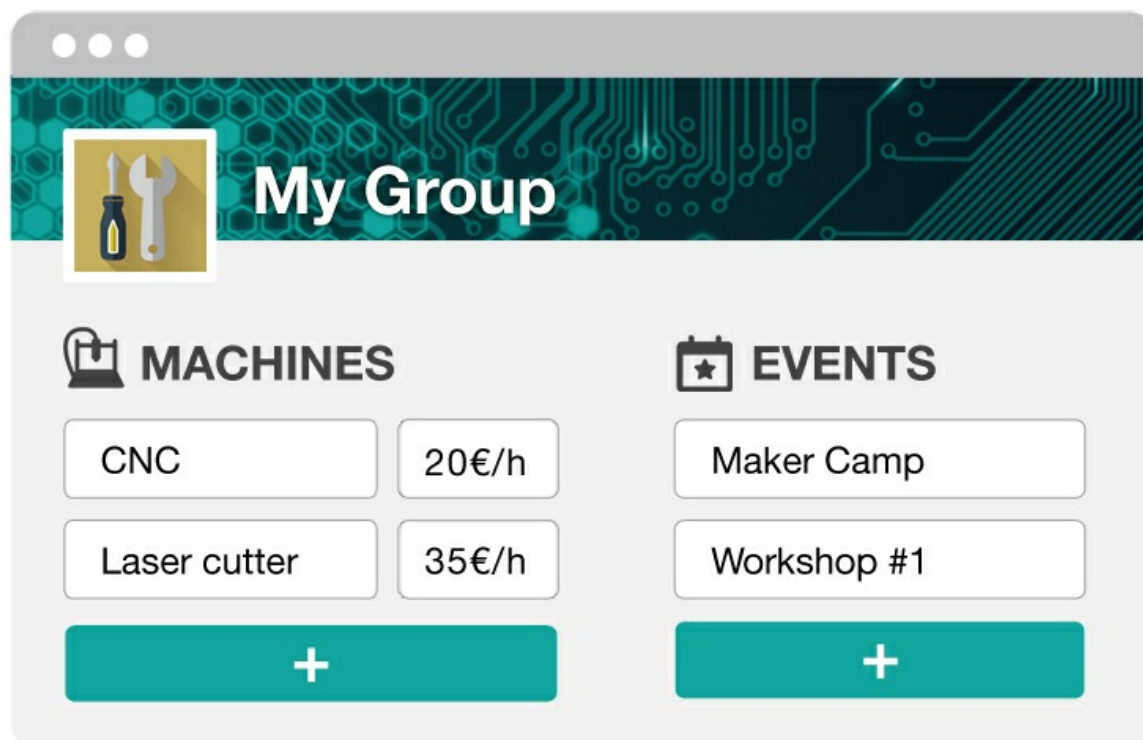 My Group
MACHINES
CNC 20€/h
Laser cutter 35€/h
+
EVENTS
Maker Camp
Workshop #1
+